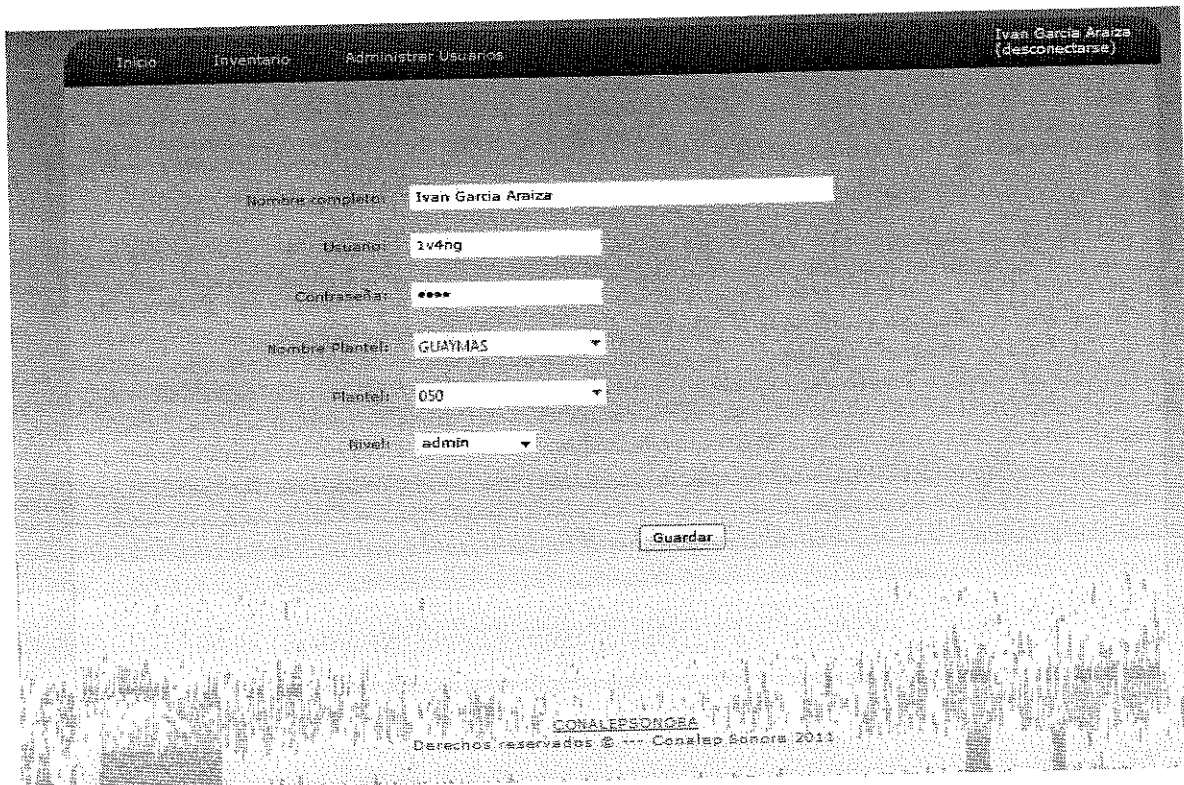 Inicio Inventario Administrar Usuarios
Ivan Garcia Araiza
(desconectarse)
Nombre completo: Ivan Garcia Araiza
Usuario: 1v4ng
Contraseña: ••••
Nombre Plantel: GUAYMAS
Plantel: 050
Nivel: admin
Guardar
CONALEPSONORA
Derechos reservados © --- Conalep Sonora 2011